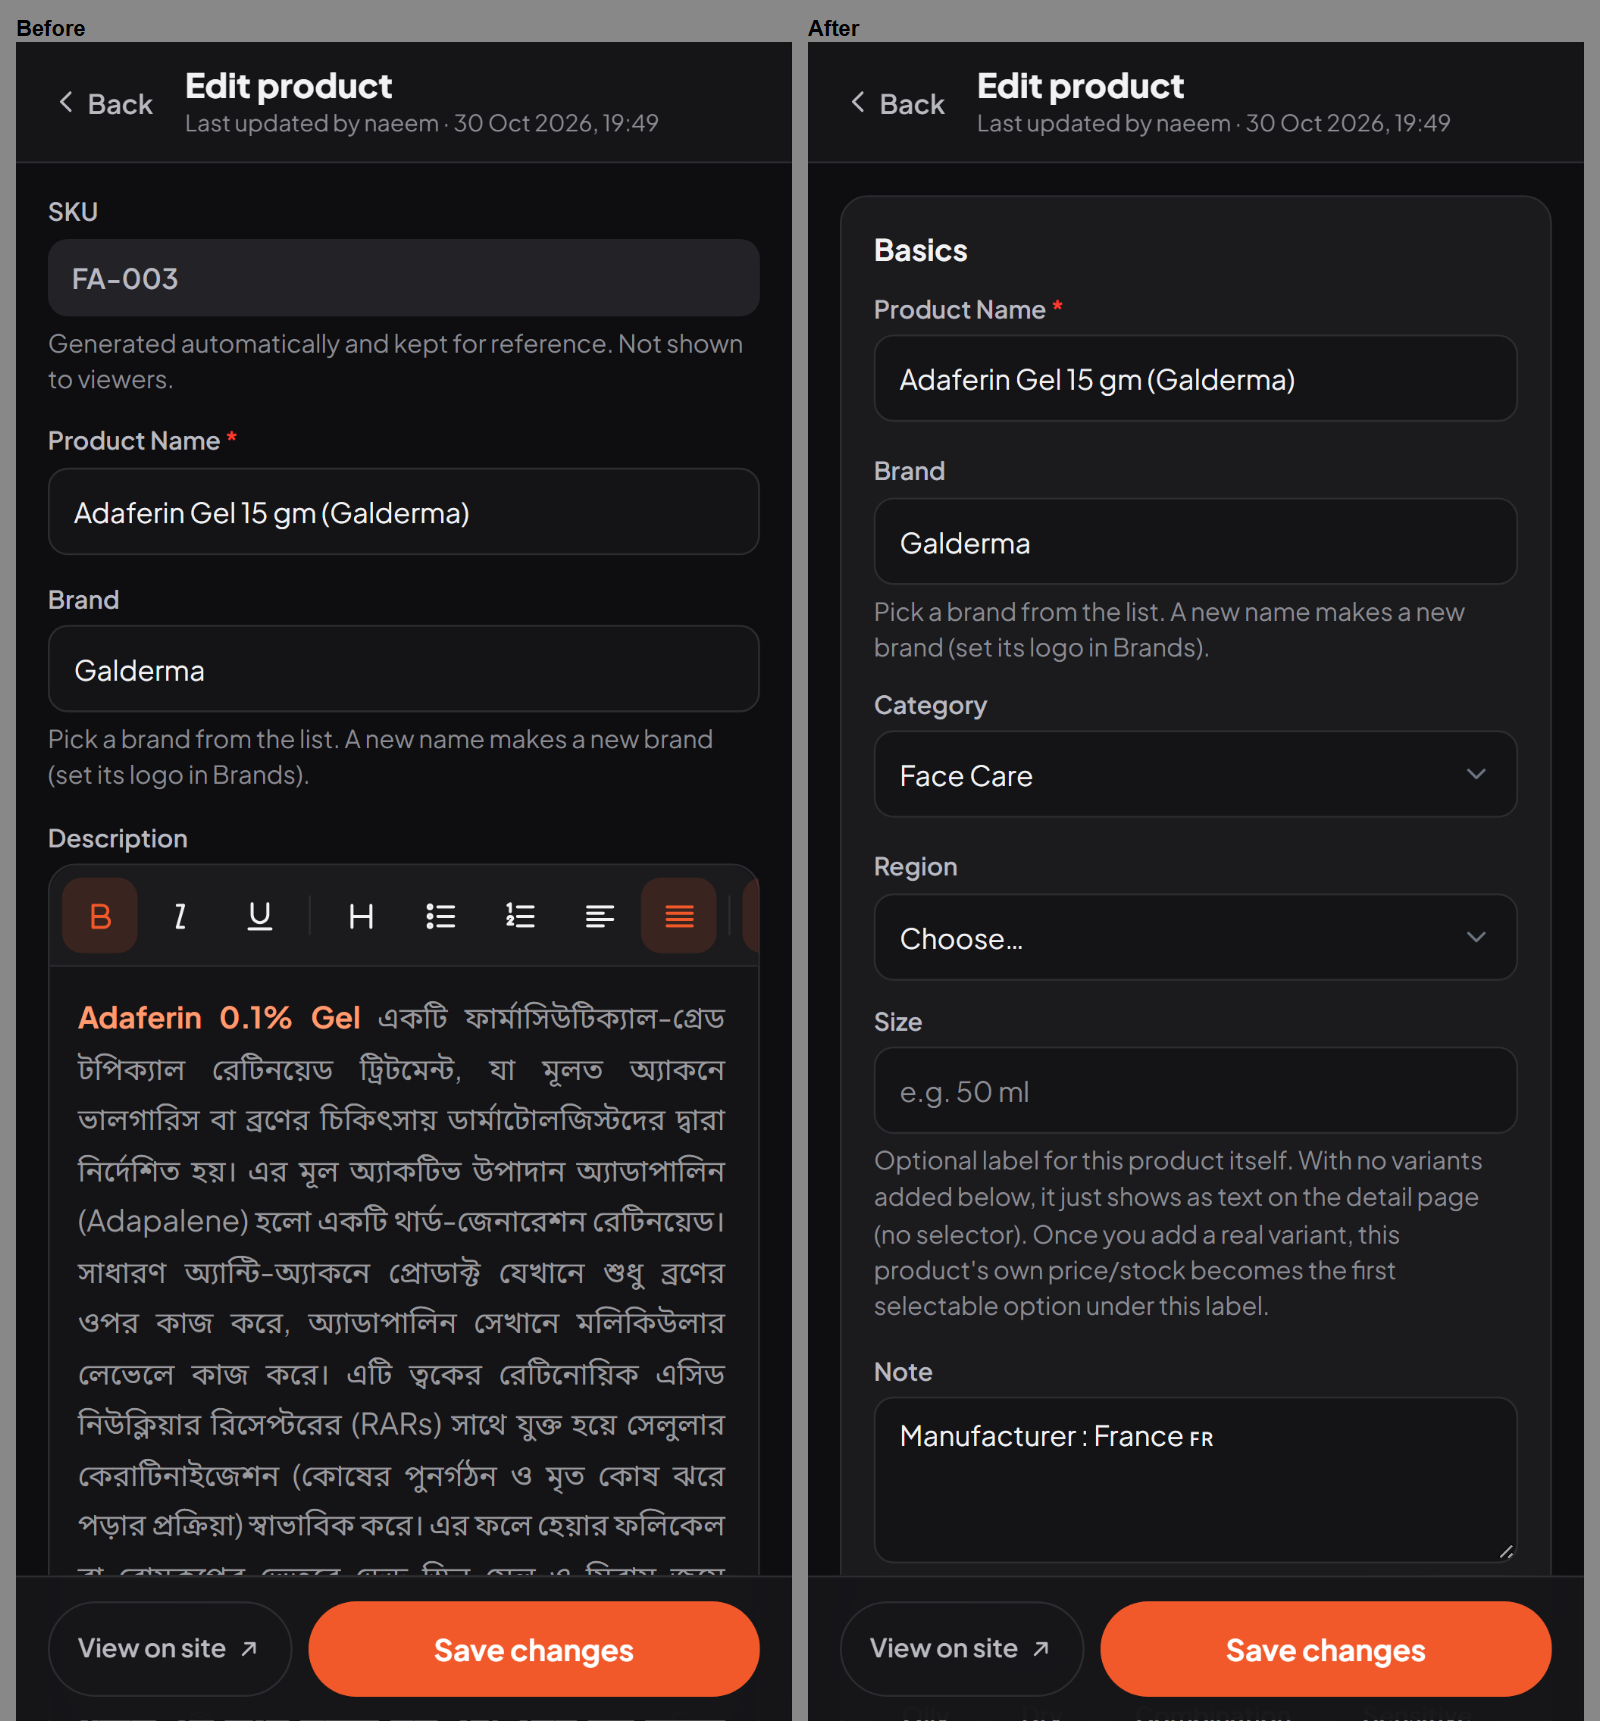 Before
Back
Edit product
Last updated by naeem · 30 Oct 2026, 19:49
SKU
FA-003
Generated automatically and kept for reference. Not shown
to viewers.
Product Name *
Adaferin Gel 15 gm (Galderma)
Brand
Galderma
Pick a brand from the list. A new name makes a new brand
(set its logo in Brands).
Description
B I U H
Adaferin 0.1% Gel একটি ফার্মাসিউটিক্যাল-গ্রেড
টপিক্যাল রেটিনয়েড ট্রিটমেন্ট, যা মূলত অ্যাকনে
ভালগারিস বা ব্রণের চিকিৎসায় ডার্মাটোলজিস্টদের দ্বারা
নির্দেশিত হয়। এর মূল অ্যাকটিভ উপাদান অ্যাডাপালিন
(Adapalene) হলো একটি থার্ড-জেনারেশন রেটিনয়েড।
সাধারণ অ্যান্টি-অ্যাকনে প্রোডাক্ট যেখানে শুধু ব্রণের
ওপর কাজ করে, অ্যাডাপালিন সেখানে মলিকিউলার
লেভেলে কাজ করে। এটি ত্বকের রেটিনোয়িক এসিড
নিউক্লিয়ার রিসেপ্টরের (RARs) সাথে যুক্ত হয়ে সেলুলার
কেরাটিনাইজেশন (কোষের পুনর্গঠন ও মৃত কোষ ঝরে
পড়ার প্রক্রিয়া) স্বাভাবিক করে। এর ফলে হেয়ার ফলিকেল
View on site
Save changes
After
Back
Edit product
Last updated by naeem · 30 Oct 2026, 19:49
Basics
Product Name *
Adaferin Gel 15 gm (Galderma)
Brand
Galderma
Pick a brand from the list. A new name makes a new
brand (set its logo in Brands).
Category
Face Care
Region
Choose...
Size
e.g. 50 ml
Optional label for this product itself. With no variants
added below, it just shows as text on the detail page
(no selector). Once you add a real variant, this
product's own price/stock becomes the first
selectable option under this label.
Note
Manufacturer : France FR
View on site
Save changes